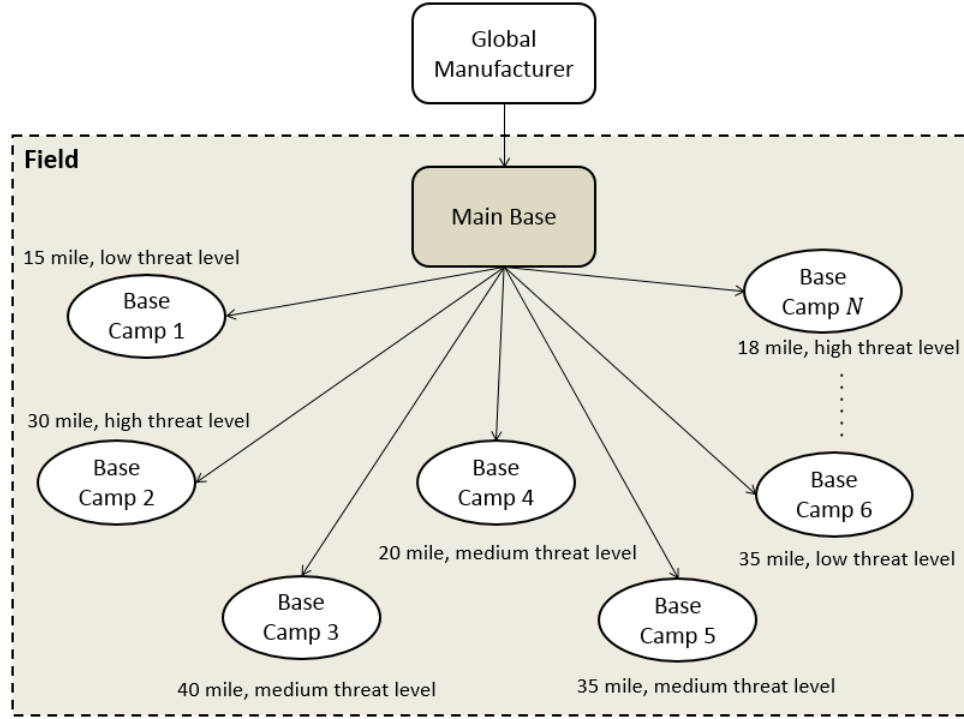 Global
Manufacturer
Field
Main Base
15 mile, low threat level
Base
Camp 1
Base
Camp N
18 mile, high threat level
30 mile, high threat level
Base
Camp 2
Base
Camp 4
20 mile, medium threat level
Base
Camp 6
35 mile, low threat level
Base
Camp 3
40 mile, medium threat level
Base
Camp 5
35 mile, medium threat level